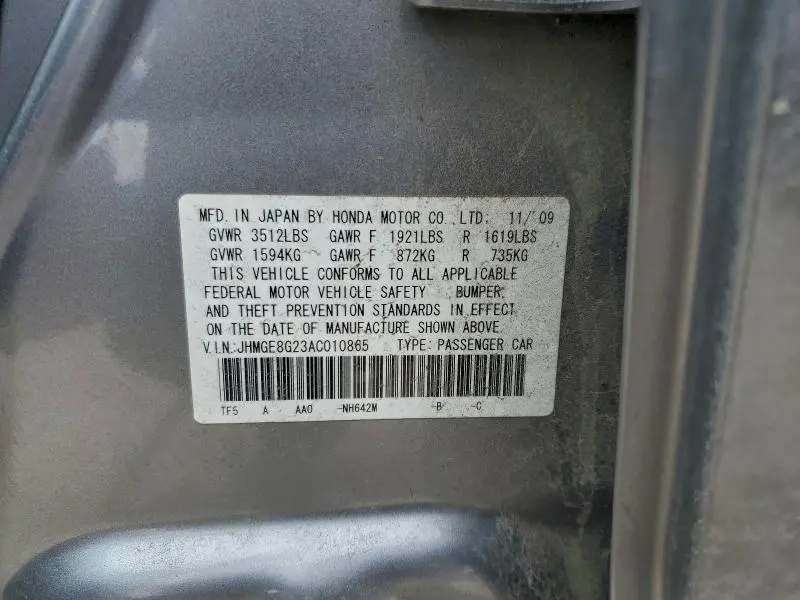 MFD. IN JAPAN BY HONDA MOTOR CO.,LTD: 11/'09
GVWR 3512LBS GAWR F 1921LBS R 1619LBS
GVWR 1594KG GAWR F 872KG R 735KG
THIS VEHICLE CONFORMS TO ALL APPLICABLE
FEDERAL MOTOR VEHICLE SAFETY BUMPER,
AND THEFT PREVENTION STANDARDS IN EFFECT
ON THE DATE OF MANUFACTURE SHOWN ABOVE.
V.I.N.:JHMGE8G23AC010865 TYPE: PASSENGER CAR
TF5 A AA0 -NH642M -B -C